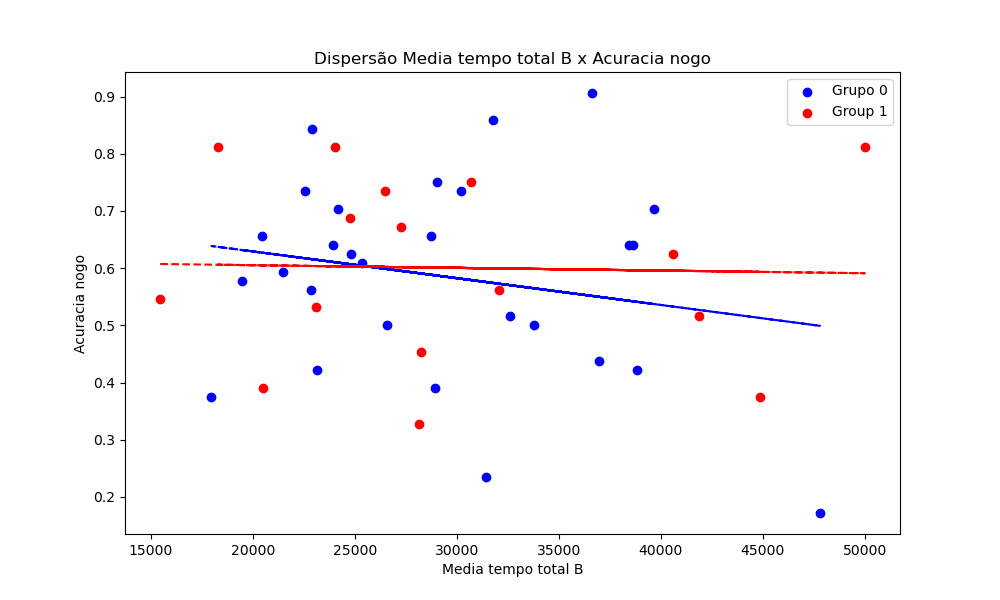 Dispersão Media tempo total B x Acuracia nogo
Grupo 0
Group 1
0.9
0.8
0.7
0.6
0.5
0.4
0.3
0.2
Acuracia nogo
15000 20000 25000 30000 35000 40000 45000 50000
Media tempo total B